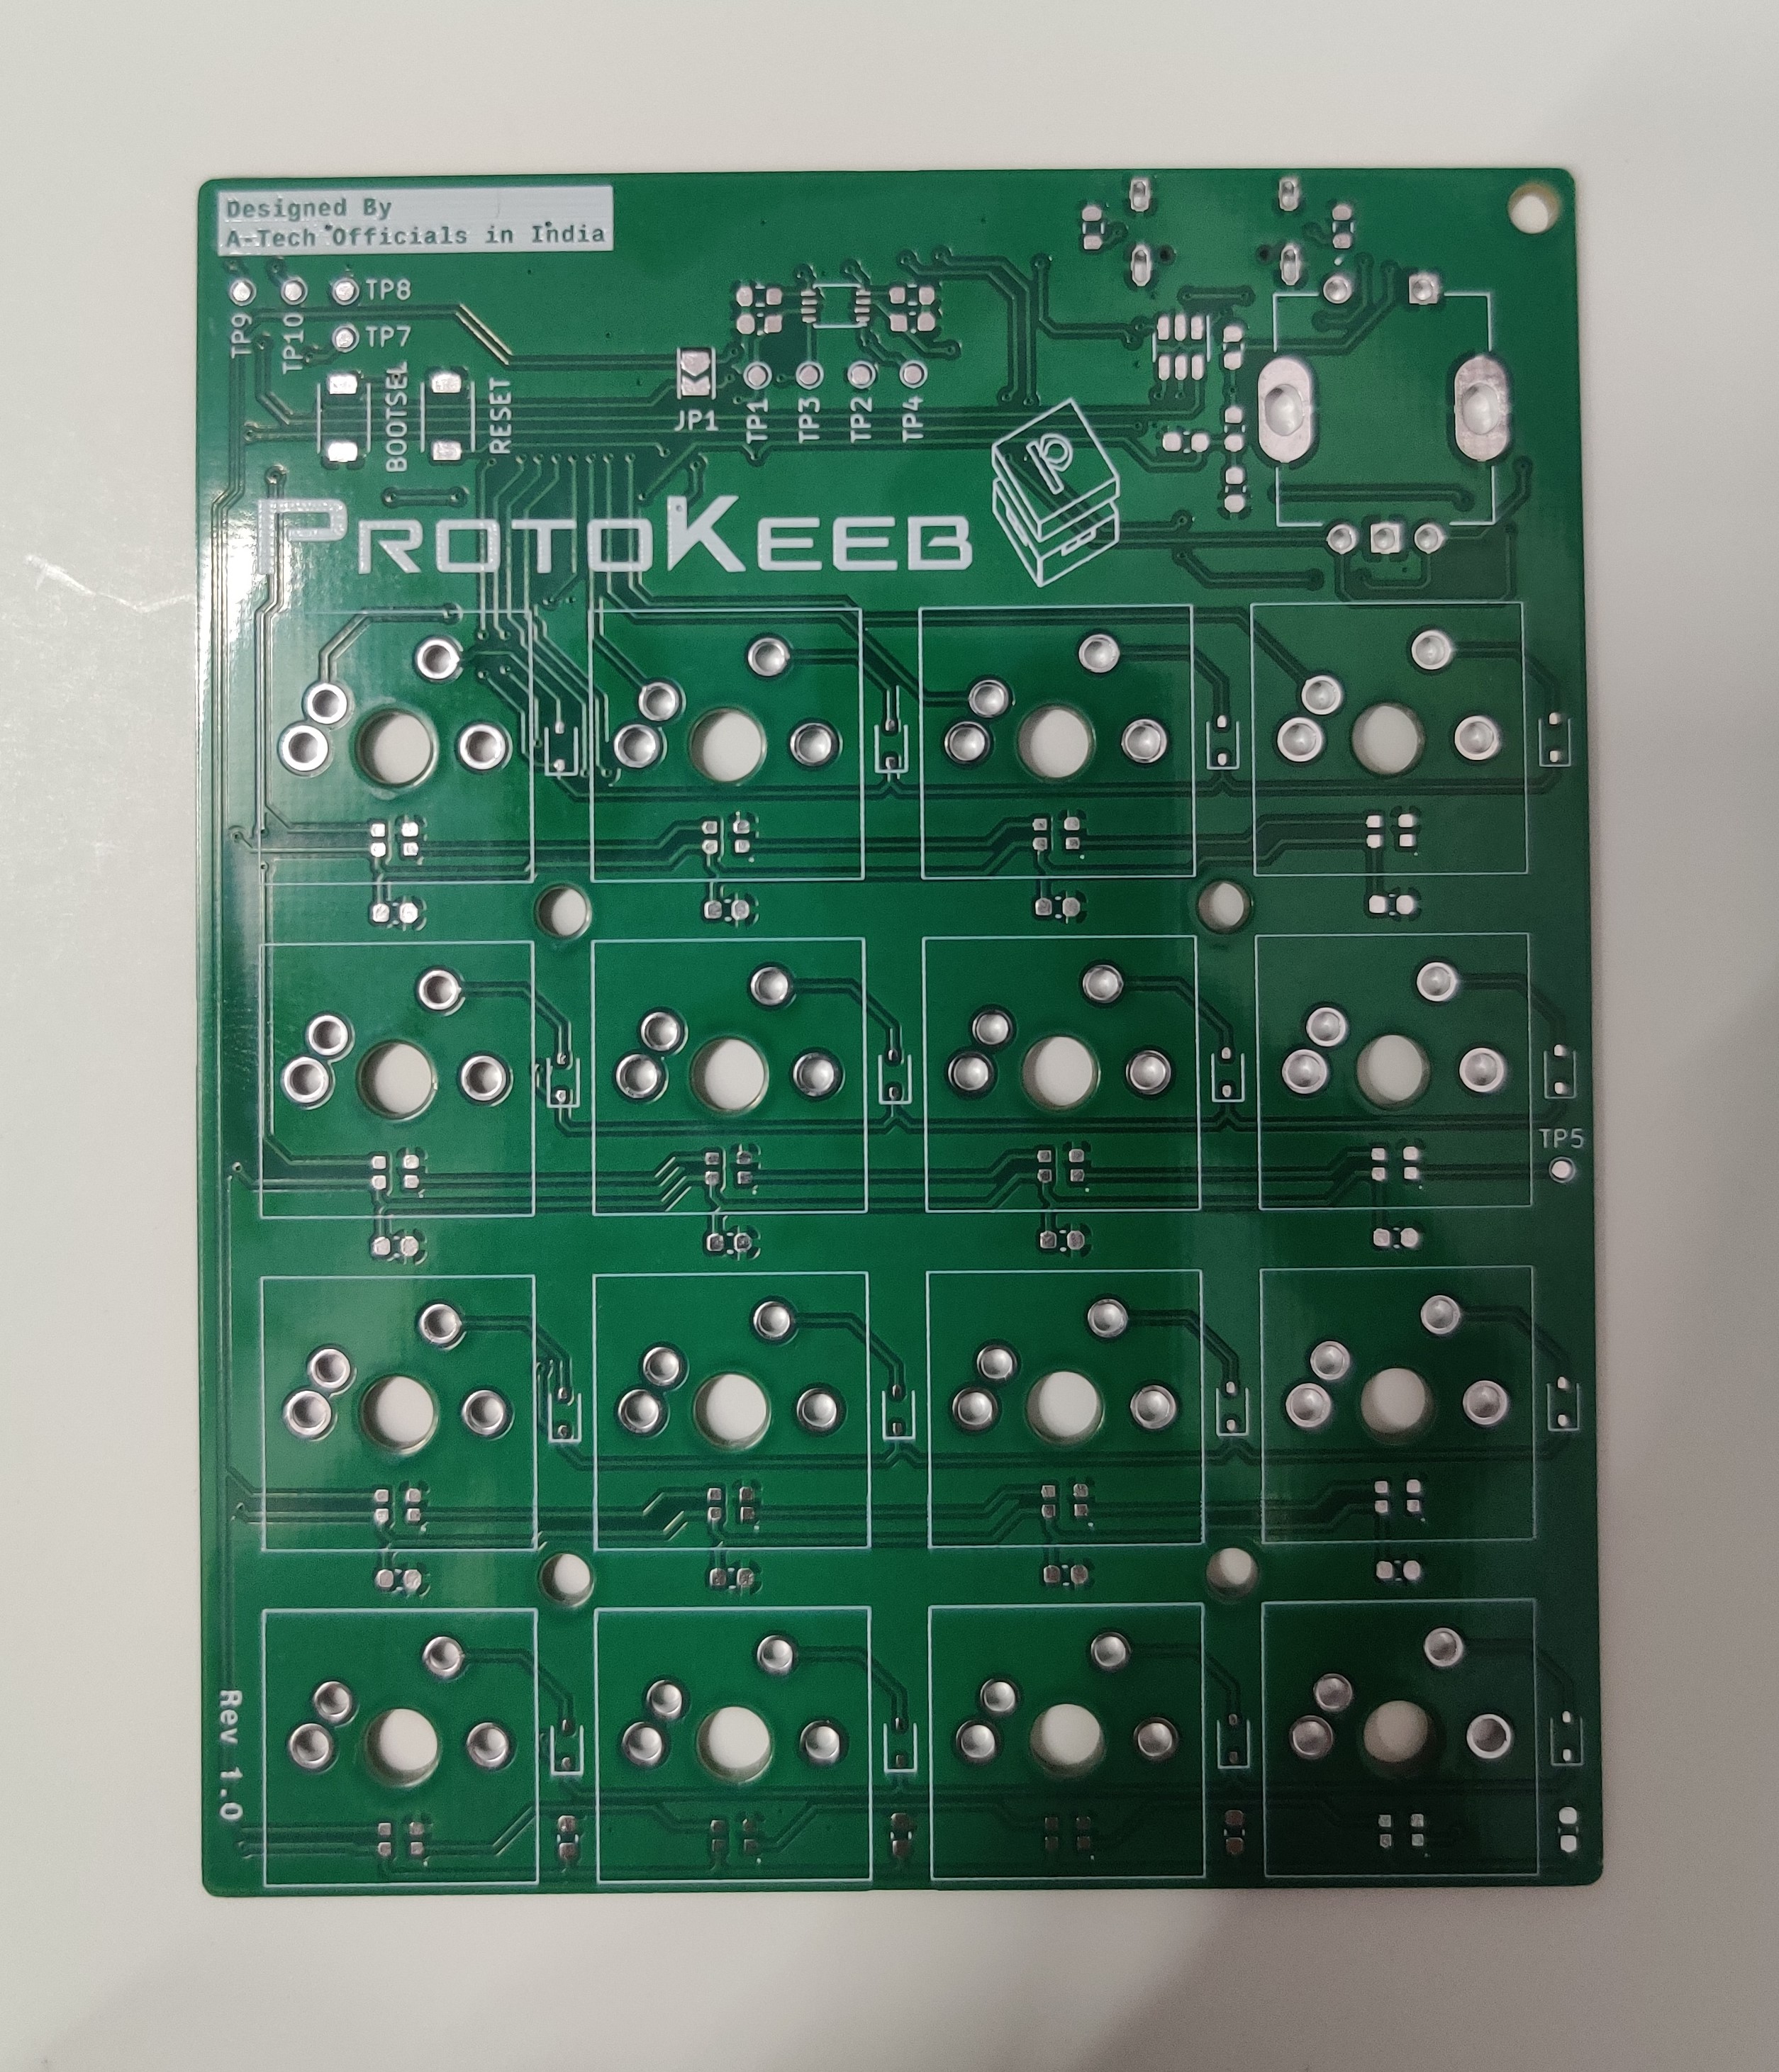 Designed By
A-Tech Officials in India
TP9
TP10
TP8
TP7
BOOTSEL
RESET
JP1
TP1
TP3
TP2
TP4
PROTOKEEB
TP5
Rev 1.0